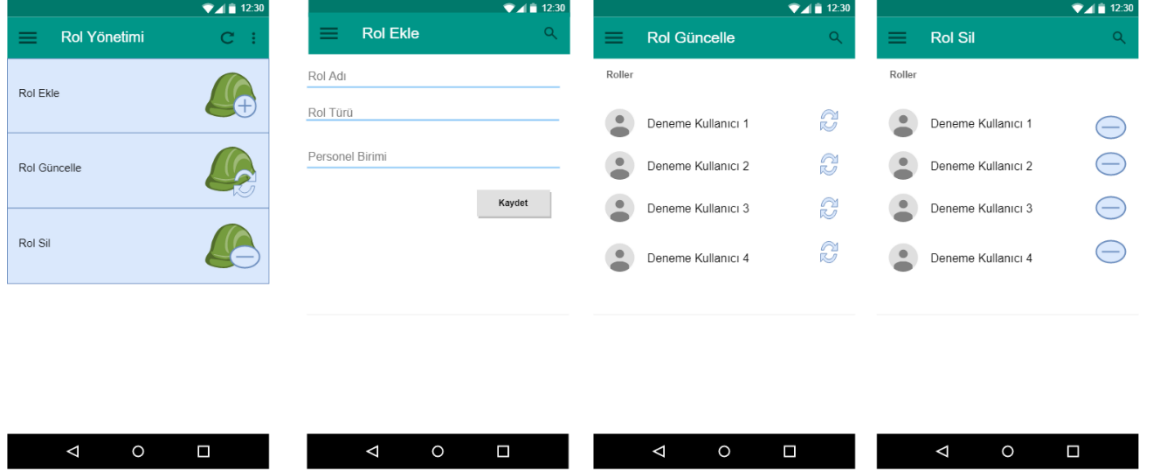 12:30
Rol Yönetimi
Rol Ekle
Rol Güncelle
Rol Sil
12:30
Rol Ekle
Rol Adı
Rol Türü
Personel Birimi
Kaydet
12:30
Rol Güncelle
Roller
Deneme Kullanıcı 1
Deneme Kullanıcı 2
Deneme Kullanıcı 3
Deneme Kullanıcı 4
12:30
Rol Sil
Roller
Deneme Kullanıcı 1
Deneme Kullanıcı 2
Deneme Kullanıcı 3
Deneme Kullanıcı 4